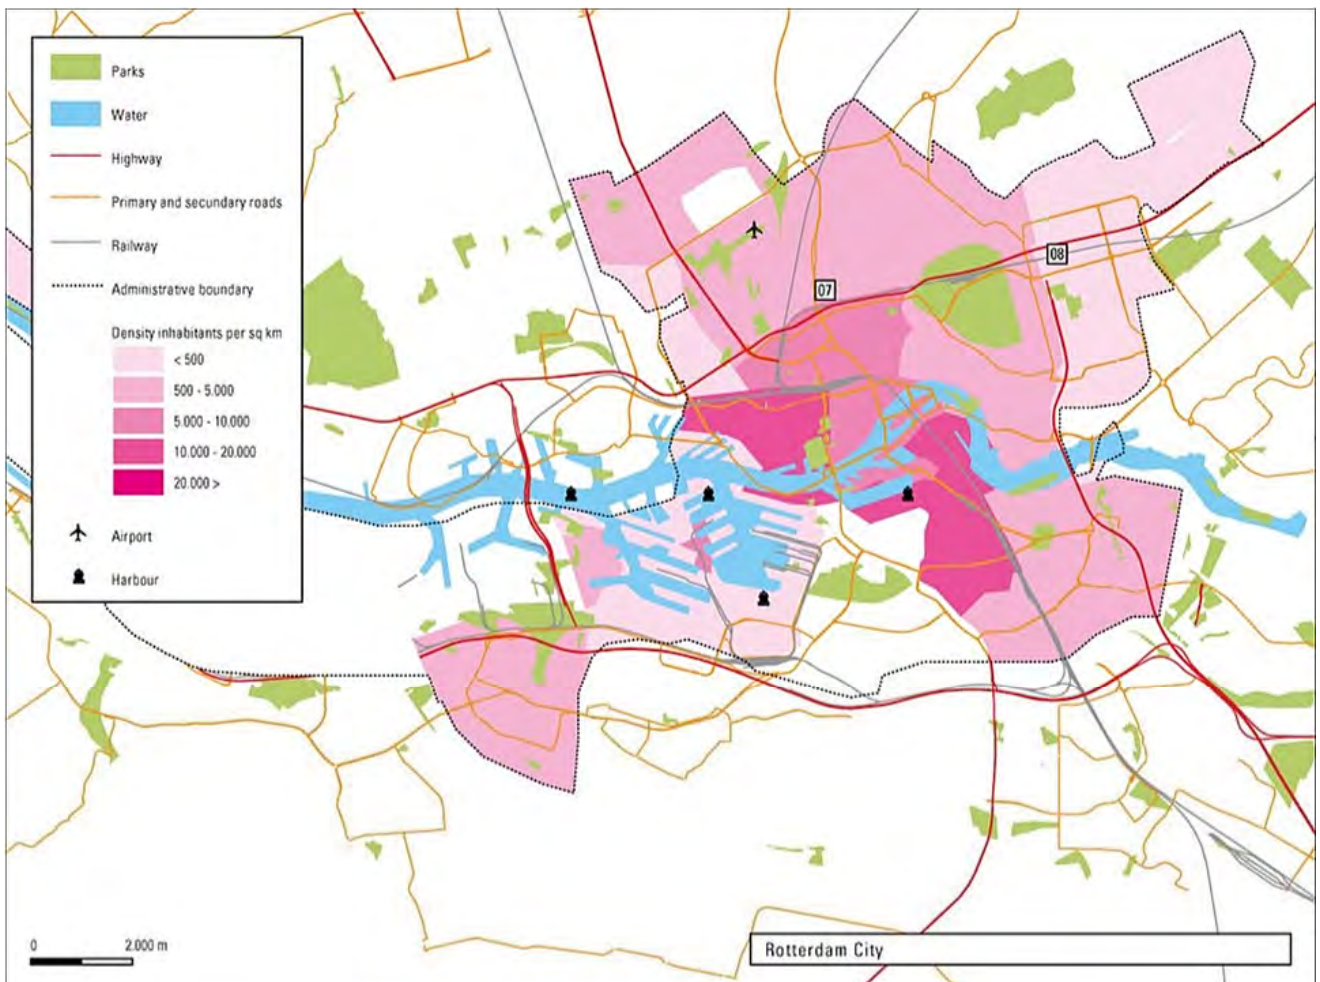 Parks
Water
Highway
Primary and secundary roads
Railway
Administrative boundary
Density inhabitants per sq km
< 500
500 - 5.000
5.000 - 10.000
10.000 - 20.000
20.000 >
Airport
Harbour
08
07
0 2.000 m
Rotterdam City